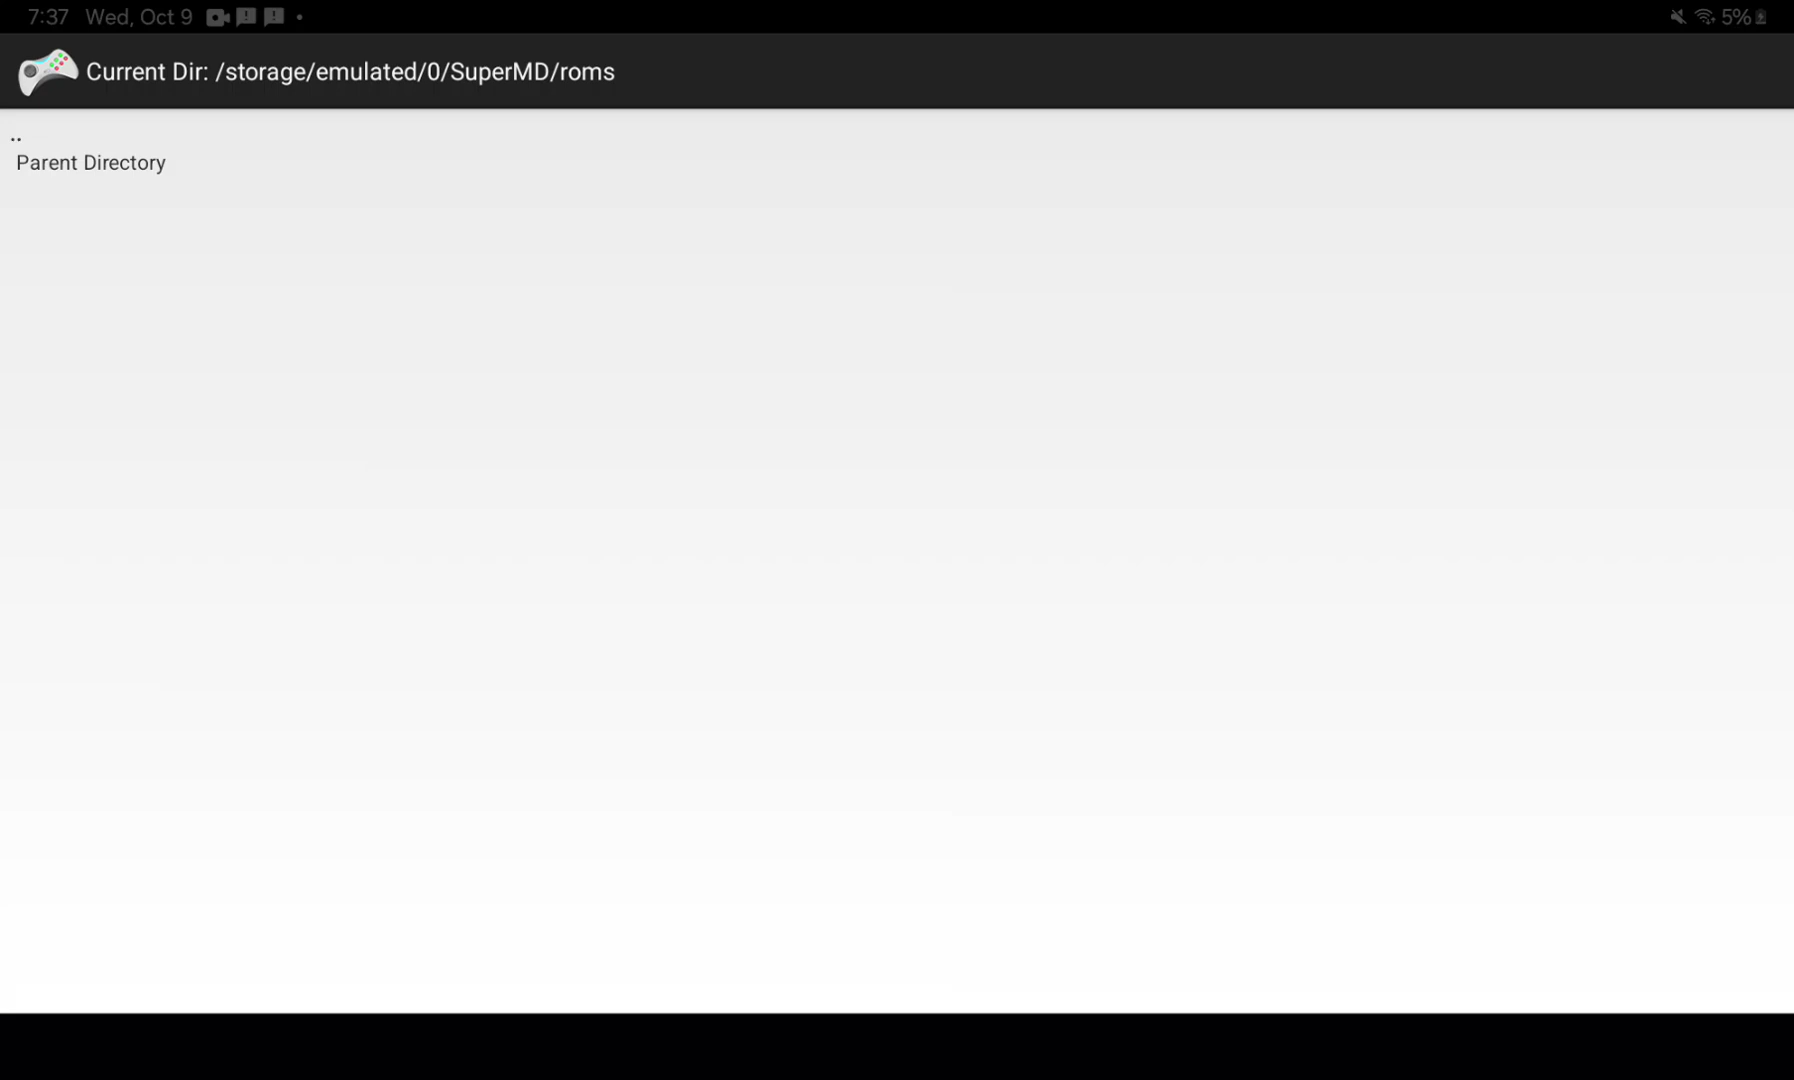 7:37 Wed, Oct 9 5%
Current Dir: /storage/emulated/0/SuperMD/roms
..
Parent Directory